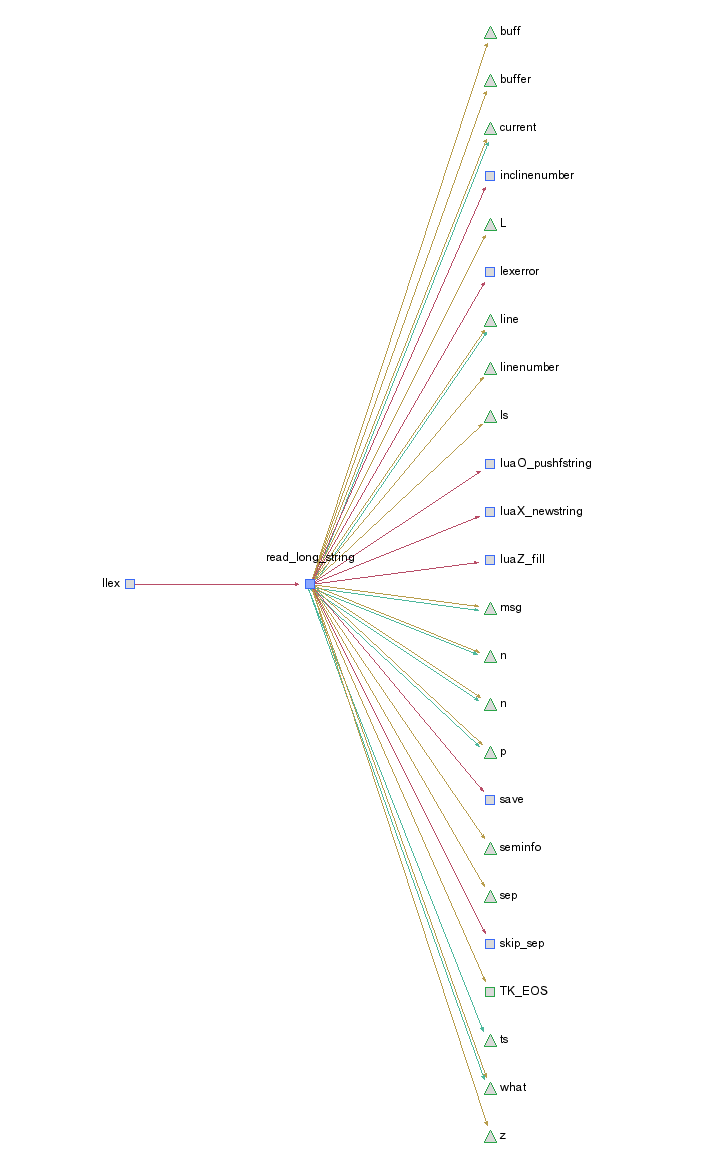 buff
buffer
current
inclinenumber
L
lexerror
line
linenumber
ls
luaO_pushfstring
luaX_newstring
read_long_string
luaZ_fill
llex
msg
n
n
p
save
seminfo
sep
skip_sep
TK_EOS
ts
what
z